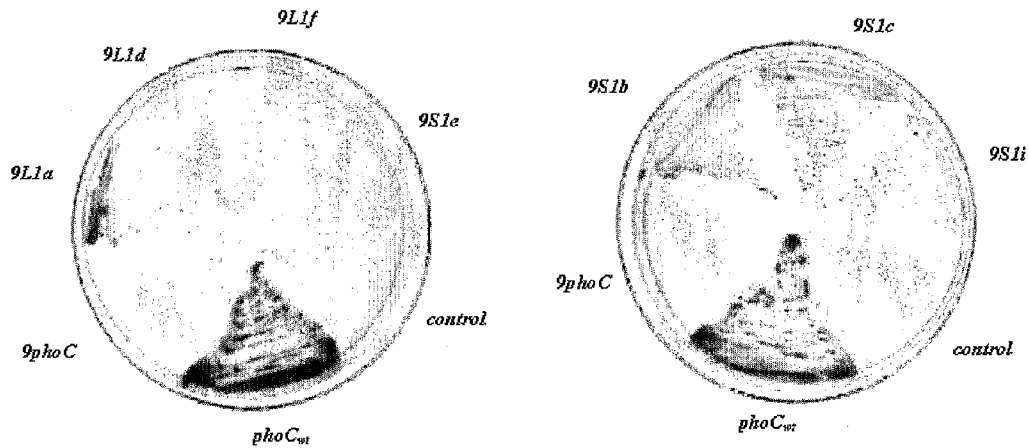 9L1f
9L1d
9S1e
9L1a
9phoC
control
phoCwt
9S1c
9S1b
9S1i
9phoC
control
phoCwt